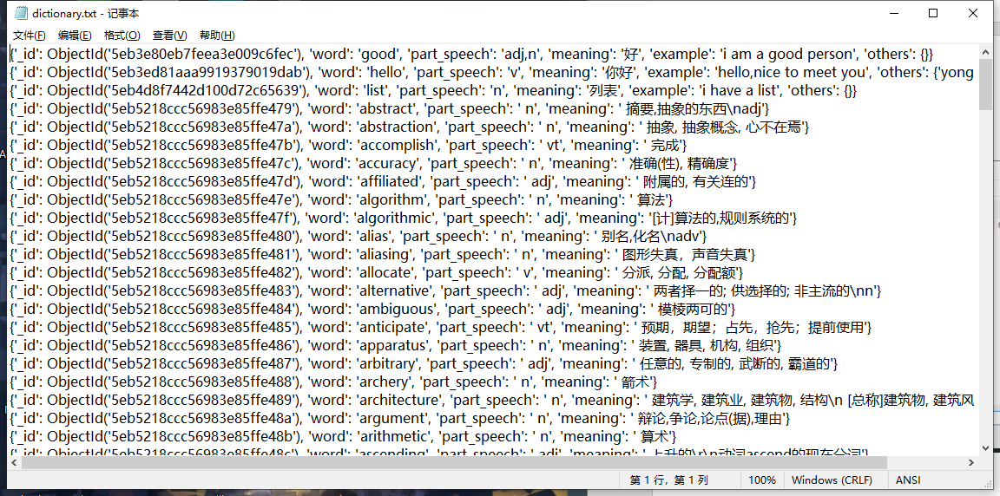 dictionary.txt - 记事本
文件(F) 编辑(E) 格式(O) 查看(V) 帮助(H)
{'_id': ObjectId('5eb3e80eb7feea3e009c6fec'), 'word': 'good', 'part_speech': 'adj,n', 'meaning': '好', 'example': 'i am a good person', 'others': {}}
{'_id': ObjectId('5eb3ed81aaa9919379019dab'), 'word': 'hello', 'part_speech': 'v', 'meaning': '你好', 'example': 'hello,nice to meet you', 'others': {'yong
{'_id': ObjectId('5eb4d8f7442d100d72c65639'), 'word': 'list', 'part_speech': 'n', 'meaning': '列表', 'example': 'i have a list', 'others': {}}
{'_id': ObjectId('5eb5218ccc56983e85ffe479'), 'word': 'abstract', 'part_speech': ' n', 'meaning': ' 摘要,抽象的东西\nadj'}
{'_id': ObjectId('5eb5218ccc56983e85ffe47a'), 'word': 'abstraction', 'part_speech': ' n', 'meaning': ' 抽象, 抽象概念, 心不在焉'}
{'_id': ObjectId('5eb5218ccc56983e85ffe47b'), 'word': 'accomplish', 'part_speech': ' vt', 'meaning': ' 完成'}
{'_id': ObjectId('5eb5218ccc56983e85ffe47c'), 'word': 'accuracy', 'part_speech': ' n', 'meaning': ' 准确(性), 精确度'}
{'_id': ObjectId('5eb5218ccc56983e85ffe47d'), 'word': 'affiliated', 'part_speech': ' adj', 'meaning': ' 附属的, 有关连的'}
{'_id': ObjectId('5eb5218ccc56983e85ffe47e'), 'word': 'algorithm', 'part_speech': ' n', 'meaning': ' 算法'}
{'_id': ObjectId('5eb5218ccc56983e85ffe47f'), 'word': 'algorithmic', 'part_speech': ' adj', 'meaning': '[计]算法的,规则系统的'}
{'_id': ObjectId('5eb5218ccc56983e85ffe480'), 'word': 'alias', 'part_speech': ' n', 'meaning': ' 别名,化名\nadv'}
{'_id': ObjectId('5eb5218ccc56983e85ffe481'), 'word': 'aliasing', 'part_speech': ' n', 'meaning': ' 图形失真，声音失真'}
{'_id': ObjectId('5eb5218ccc56983e85ffe482'), 'word': 'allocate', 'part_speech': ' v', 'meaning': ' 分派, 分配, 分配额'}
{'_id': ObjectId('5eb5218ccc56983e85ffe483'), 'word': 'alternative', 'part_speech': ' adj', 'meaning': ' 两者择一的; 供选择的; 非主流的\nn'}
{'_id': ObjectId('5eb5218ccc56983e85ffe484'), 'word': 'ambiguous', 'part_speech': ' adj', 'meaning': ' 模棱两可的'}
{'_id': ObjectId('5eb5218ccc56983e85ffe485'), 'word': 'anticipate', 'part_speech': ' vt', 'meaning': ' 预期，期望；占先，抢先；提前使用'}
{'_id': ObjectId('5eb5218ccc56983e85ffe486'), 'word': 'apparatus', 'part_speech': ' n', 'meaning': ' 装置, 器具, 机构, 组织'}
{'_id': ObjectId('5eb5218ccc56983e85ffe487'), 'word': 'arbitrary', 'part_speech': ' adj', 'meaning': ' 任意的, 专制的, 武断的, 霸道的'}
{'_id': ObjectId('5eb5218ccc56983e85ffe488'), 'word': 'archery', 'part_speech': ' n', 'meaning': ' 箭术'}
{'_id': ObjectId('5eb5218ccc56983e85ffe489'), 'word': 'architecture', 'part_speech': ' n', 'meaning': ' 建筑学, 建筑业, 建筑物, 结构\n [总称]建筑物, 建筑风
{'_id': ObjectId('5eb5218ccc56983e85ffe48a'), 'word': 'argument', 'part_speech': ' n', 'meaning': ' 辩论,争论,论点(据),理由'}
{'_id': ObjectId('5eb5218ccc56983e85ffe48b'), 'word': 'arithmetic', 'part_speech': ' n', 'meaning': ' 算术'}
{'_id': ObjectId('5eb5218ccc56983e85ffe48c'), 'word': 'ascending', 'part_speech': ' adj', 'meaning': ' 上升的\r\n动词ascend的现在分词'}
第 1 行，第 1 列 100% Windows (CRLF) ANSI